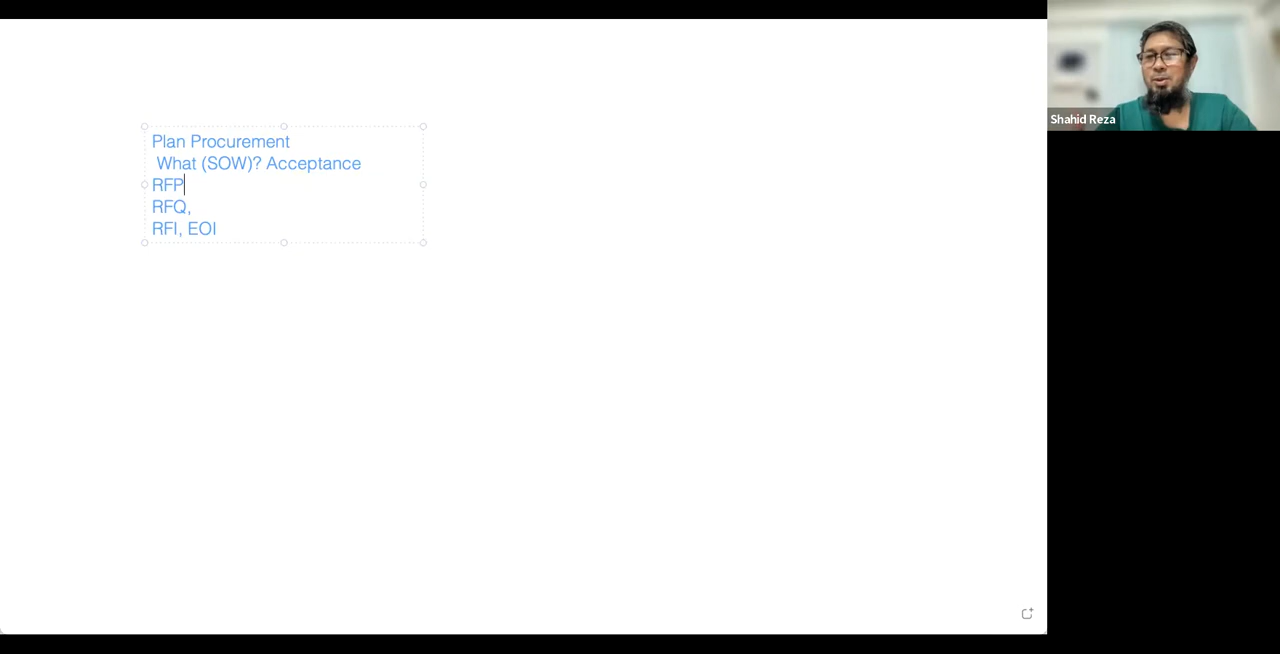 Plan Procurement
What (SOW)? Acceptance
RFP
RFQ,
RFI, EOI
Shahid Reza